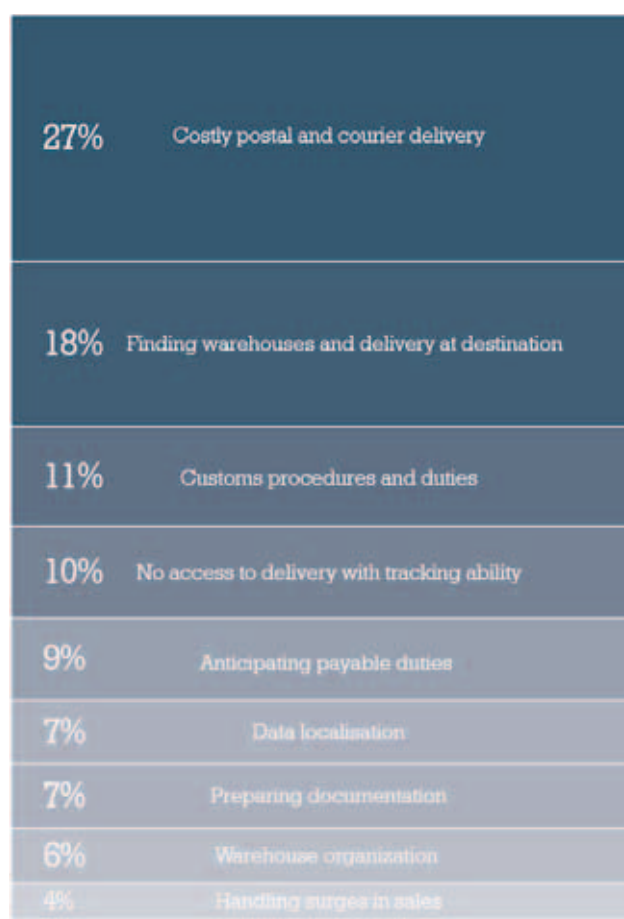 27% Costly postal and courier delivery
18% Finding warehouses and delivery at destination
11% Customs procedures and duties
10% No access to delivery with tracking ability
9% Anticipating payable duties
7% Data localisation
7% Preparing documentation
6% Warehouse organization
4% Handling surges in sales